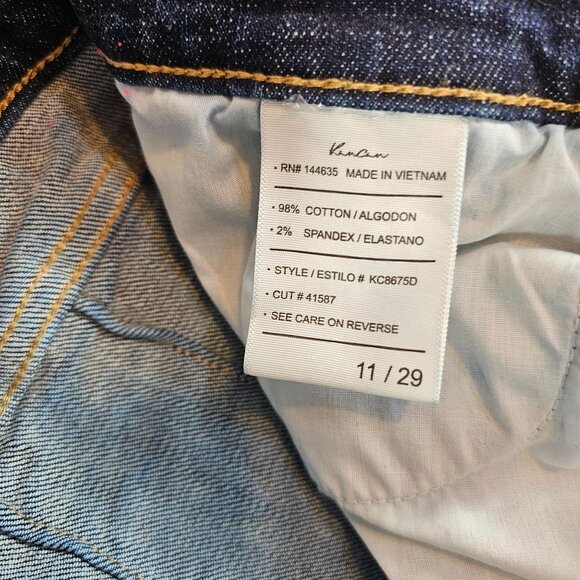 KanCan
· RN# 144635 MADE IN VIETNAM
· 98% COTTON / ALGODON
· 2% SPANDEX / ELASTANO
· STYLE / ESTILO # KC8675D
· CUT # 41587
· SEE CARE ON REVERSE
11 / 29